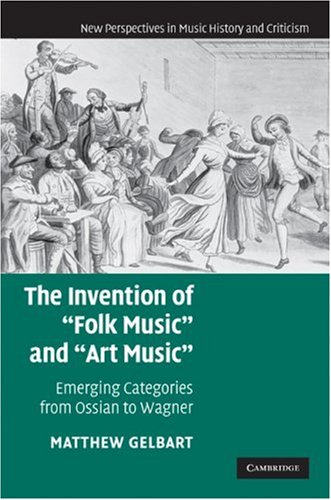 New Perspectives in Music History and Criticism
The Invention of
“Folk Music”
and “Art Music”
Emerging Categories
from Ossian to Wagner
MATTHEW GELBART
CAMBRIDGE